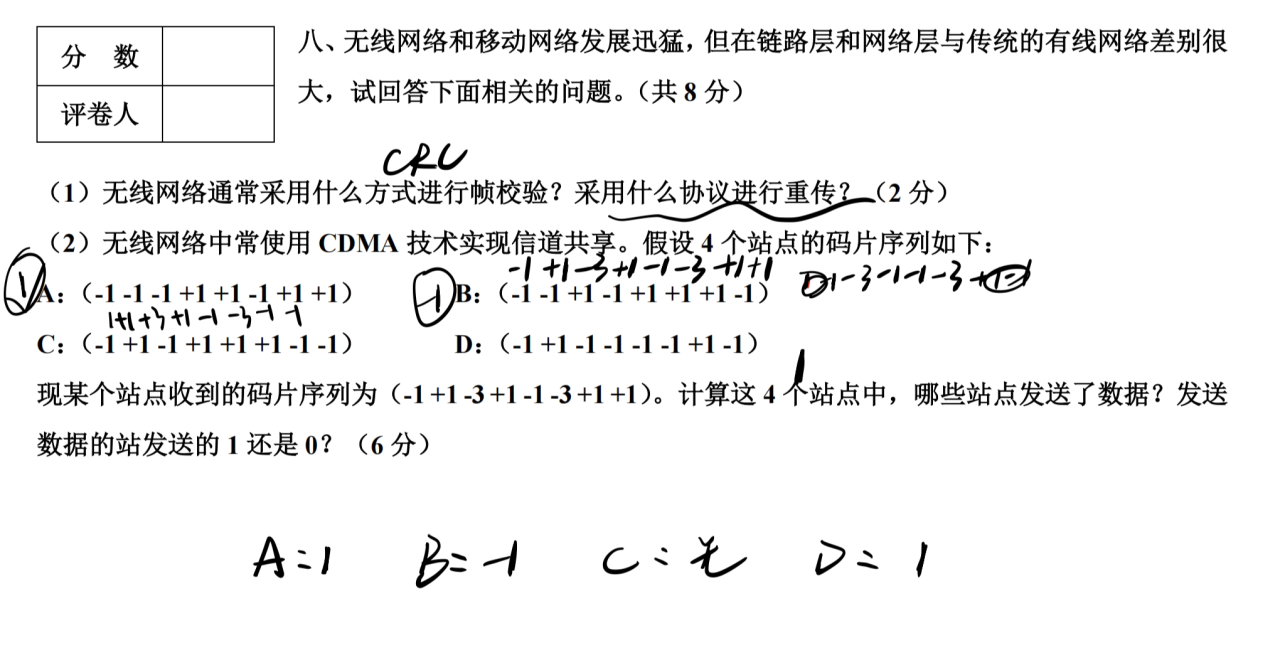 分 数
评卷人
八、无线网络和移动网络发展迅猛，但在链路层和网络层与传统的有线网络差别很
大，试回答下面相关的问题。（共 8 分）
CRC
（1）无线网络通常采用什么方式进行帧校验？采用什么协议进行重传？（2 分）
（2）无线网络中常使用 CDMA 技术实现信道共享。假设 4 个站点的码片序列如下：
-1 +1 -3 +1 -1 -3 +1 +1
1 A：（-1 -1 -1 +1 +1 -1 +1 +1） -1 B：（-1 -1 +1 -1 +1 +1 +1 -1）
1+1+3+1-1-3-1-1
C：（-1 +1 -1 +1 +1 +1 -1 -1） D：（-1 +1 -1 -1 -1 -1 +1 -1）
1
现某个站点收到的码片序列为（-1 +1 -3 +1 -1 -3 +1 +1）。计算这 4 个站点中，哪些站点发送了数据？发送
数据的站发送的 1 还是 0？（6 分）
A=1 B=-1 C=无 D=1